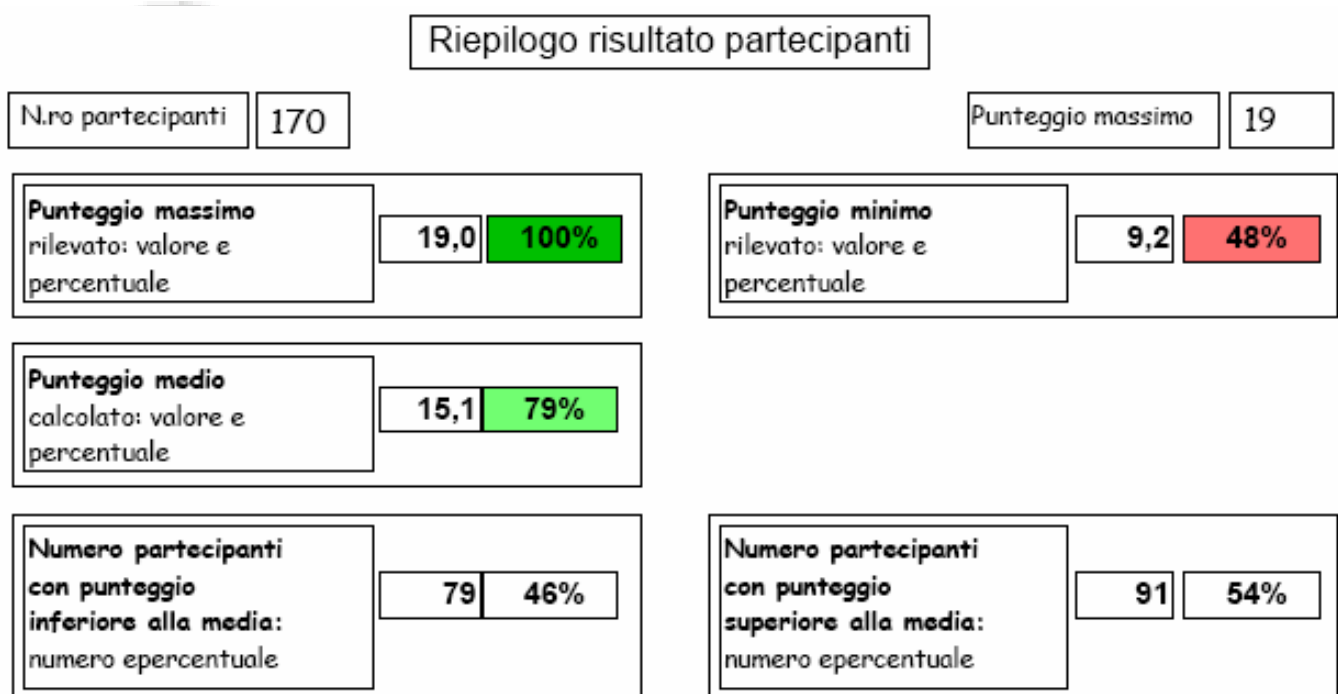 Riepilogo risultato partecipanti
N.ro partecipanti 170
Punteggio massimo 19
Punteggio massimo
rilevato: valore e
percentuale
19,0 100%
Punteggio minimo
rilevato: valore e
percentuale
9,2 48%
Punteggio medio
calcolato: valore e
percentuale
15,1 79%
Numero partecipanti
con punteggio
inferiore alla media:
numero epercentuale
79 46%
Numero partecipanti
con punteggio
superiore alla media:
numero epercentuale
91 54%